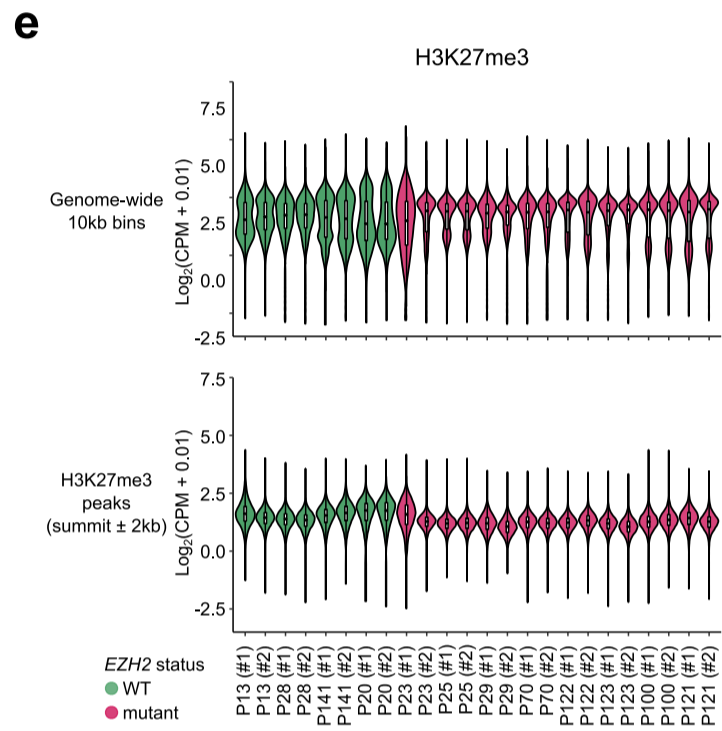 e
H3K27me3
Genome-wide
10kb bins
Log2(CPM + 0.01)
7.5
5.0
2.5
0.0
-2.5
H3K27me3
peaks
(summit ± 2kb)
Log2(CPM + 0.01)
7.5
5.0
2.5
0.0
-2.5
P13 (#1)
P13 (#2)
P28 (#1)
P28 (#2)
P141 (#1)
P141 (#2)
P20 (#1)
P20 (#2)
P23 (#1)
P23 (#2)
P25 (#1)
P25 (#2)
P29 (#1)
P29 (#2)
P70 (#1)
P70 (#2)
P122 (#1)
P122 (#2)
P123 (#1)
P123 (#2)
P100 (#1)
P100 (#2)
P121 (#1)
P121 (#2)
EZH2 status
WT
mutant